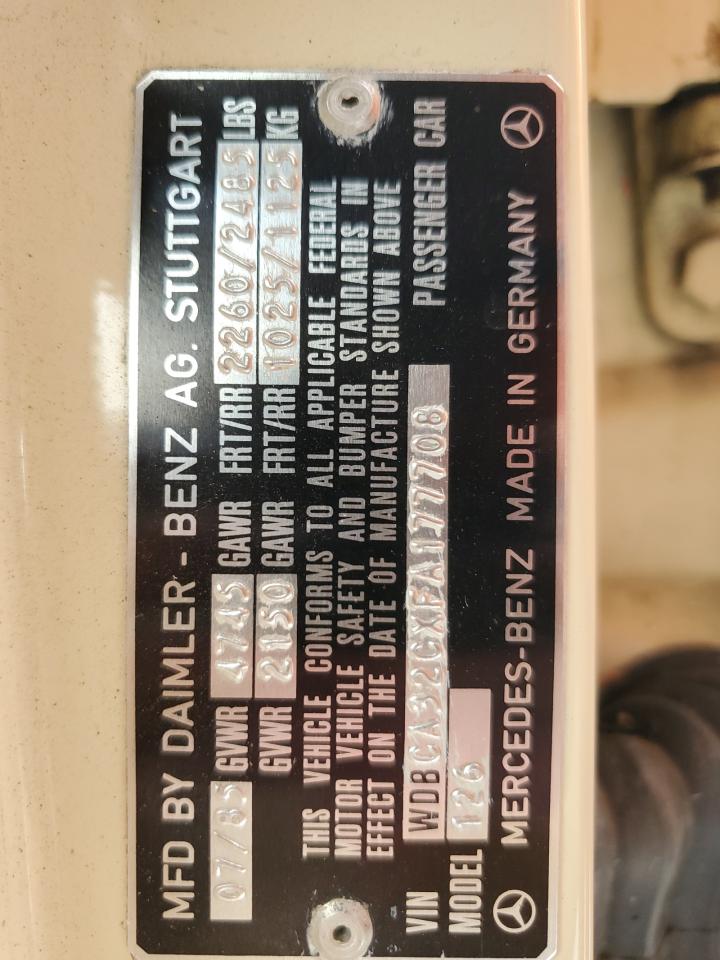 MFD BY DAIMLER - BENZ AG. STUTTGART
07/85 GVWR 4745 GAWR FRT/RR 2260/2485 LBS
GVWR 2150 GAWR FRT/RR 1025/1125 KG
THIS VEHICLE CONFORMS TO ALL APPLICABLE FEDERAL
MOTOR VEHICLE SAFETY AND BUMPER STANDARDS IN
EFFECT ON THE DATE OF MANUFACTURE SHOWN ABOVE
VIN WDBCA32CXFA177708 PASSENGER CAR
MODEL 126
MERCEDES-BENZ MADE IN GERMANY